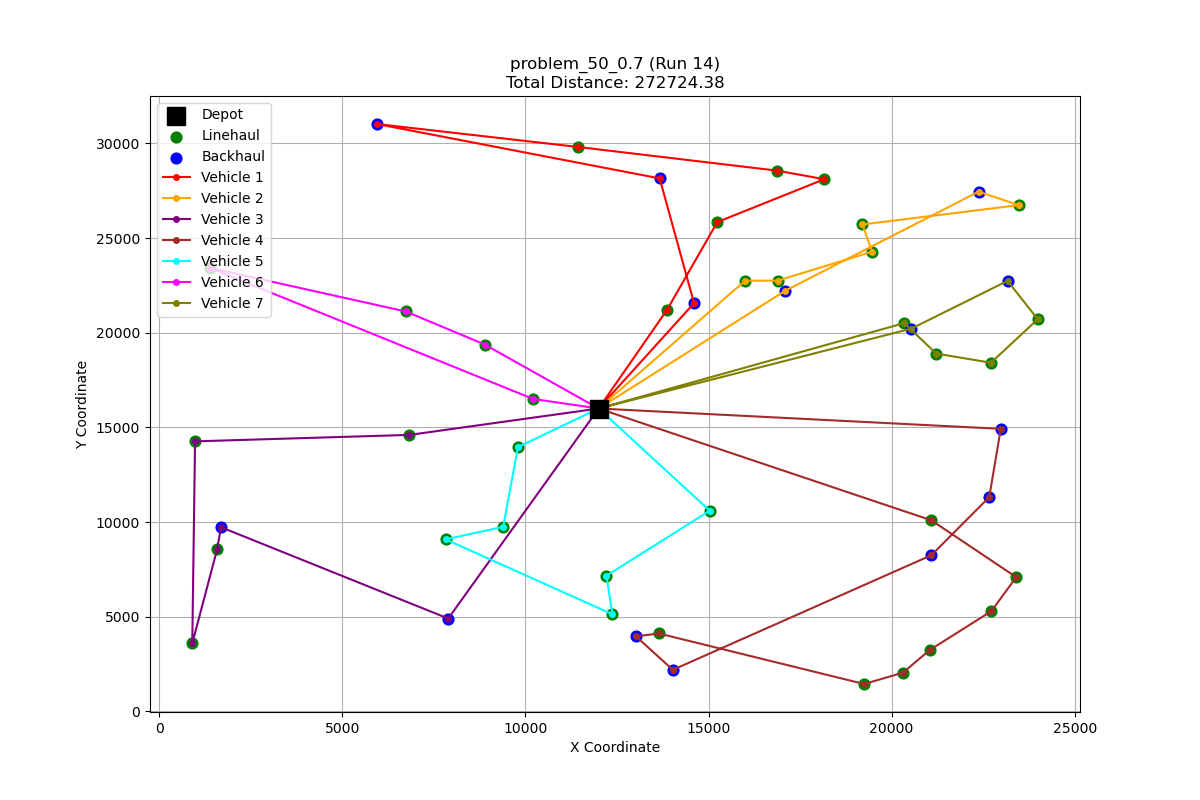 problem_50_0.7 (Run 14)
Total Distance: 272724.38
Depot
Linehaul
Backhaul
Vehicle 1
Vehicle 2
Vehicle 3
Vehicle 4
Vehicle 5
Vehicle 6
Vehicle 7
30000
25000
20000
15000
10000
5000
0
Y Coordinate
0 5000 10000 15000 20000 25000
X Coordinate